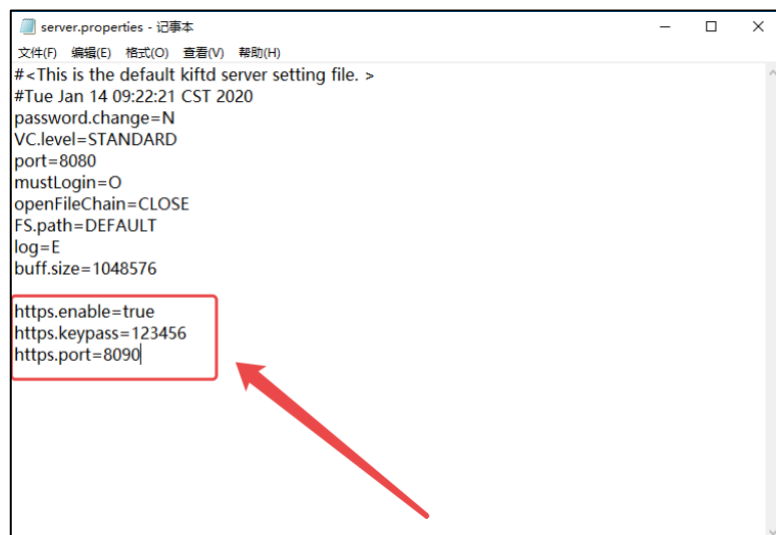 server.properties - 记事本
文件(F) 编辑(E) 格式(O) 查看(V) 帮助(H)
#<This is the default kiftd server setting file. >
#Tue Jan 14 09:22:21 CST 2020
password.change=N
VC.level=STANDARD
port=8080
mustLogin=O
openFileChain=CLOSE
FS.path=DEFAULT
log=E
buff.size=1048576
https.enable=true
https.keypass=123456
https.port=8090